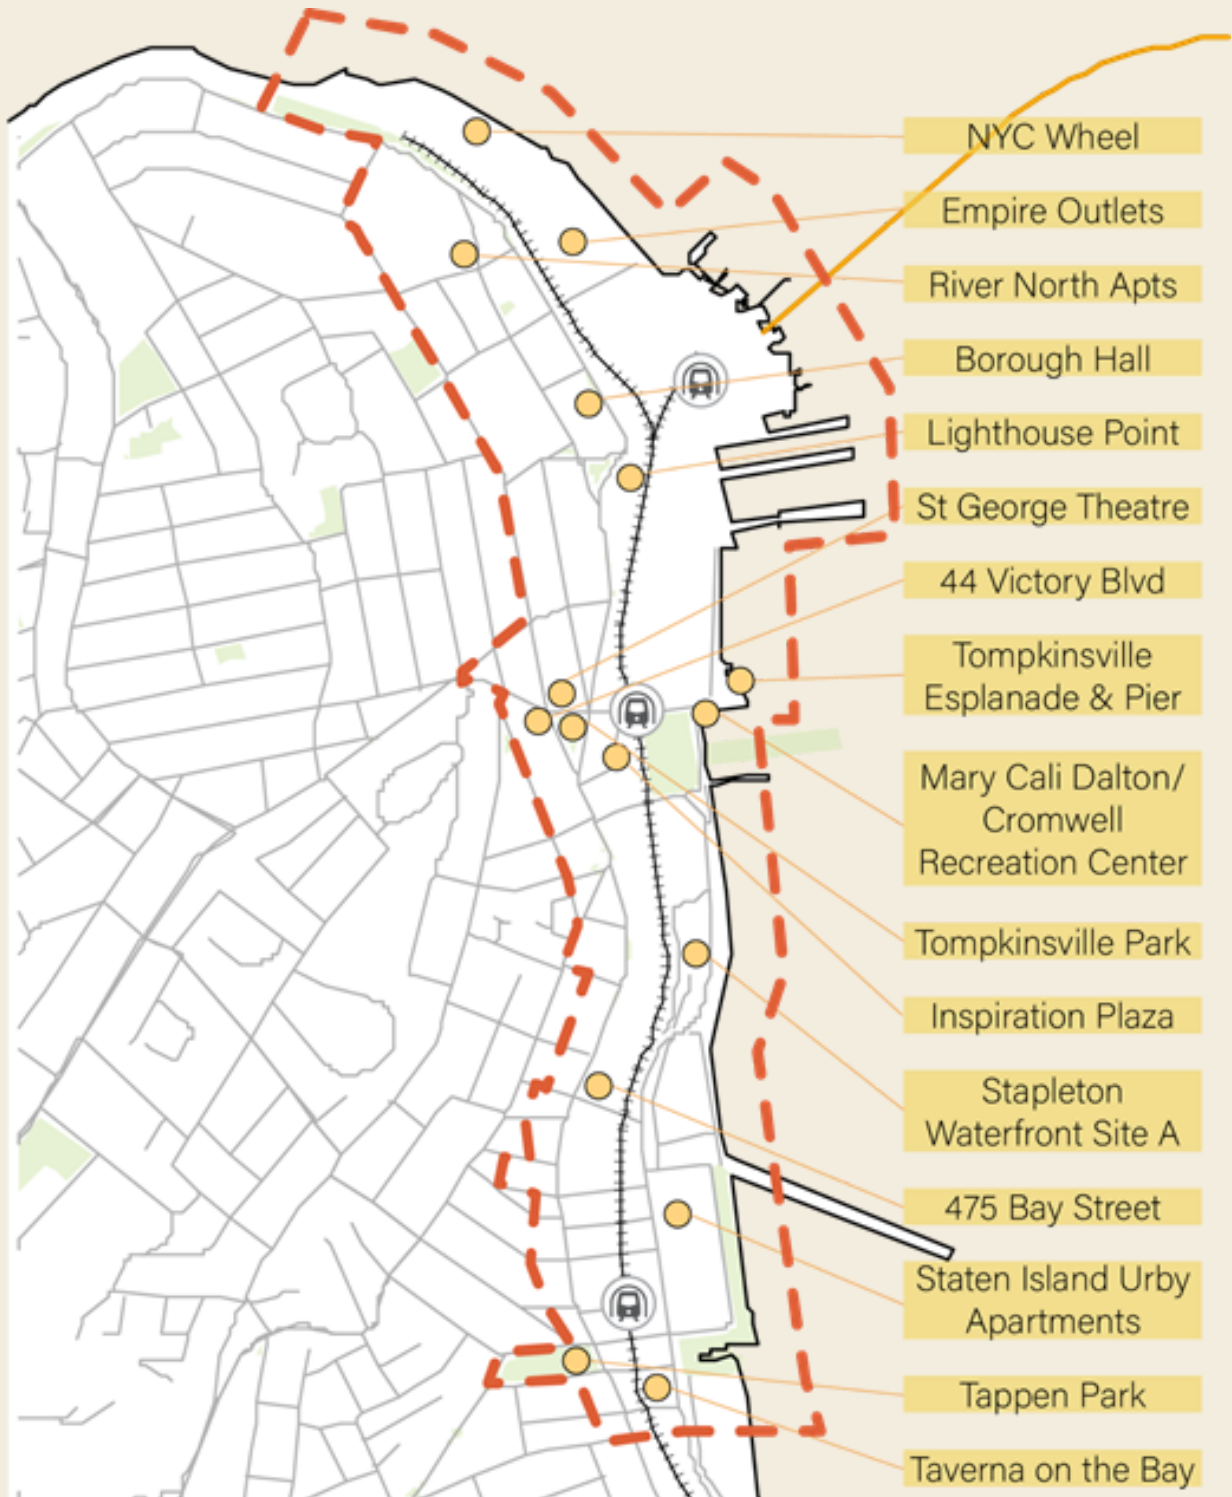 NYC Wheel
Empire Outlets
River North Apts
Borough Hall
Lighthouse Point
St George Theatre
44 Victory Blvd
Tompkinsville
Esplanade & Pier
Mary Cali Dalton/
Cromwell
Recreation Center
Tompkinsville Park
Inspiration Plaza
Stapleton
Waterfront Site A
475 Bay Street
Staten Island Urby
Apartments
Tappen Park
Taverna on the Bay